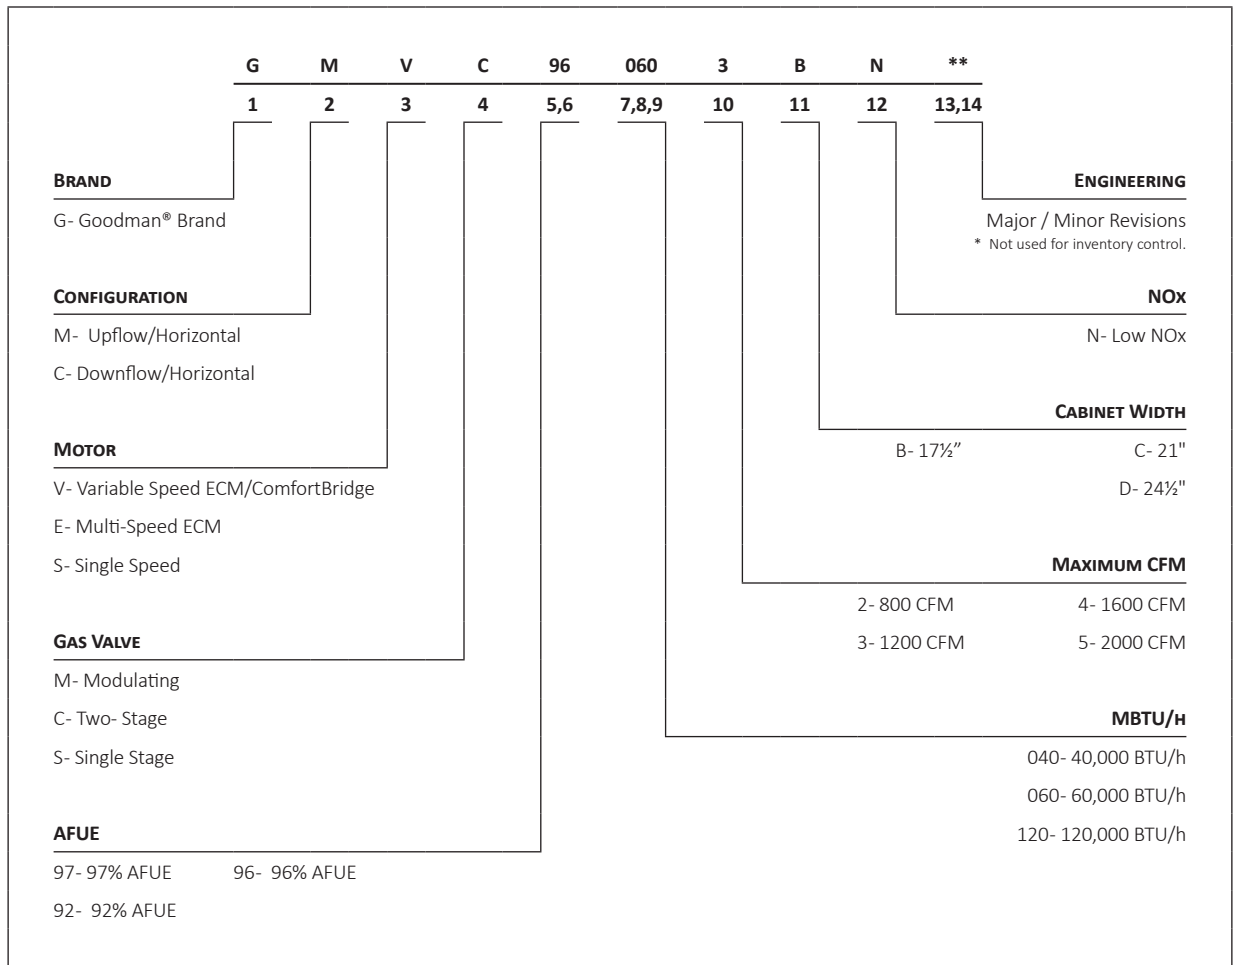 G M V C 96 060 3 B N **
1 2 3 4 5,6 7,8,9 10 11 12 13,14
BRAND
G- Goodman® Brand
CONFIGURATION
M- Upflow/Horizontal
C- Downflow/Horizontal
MOTOR
V- Variable Speed ECM/ComfortBridge
E- Multi-Speed ECM
S- Single Speed
GAS VALVE
M- Modulating
C- Two- Stage
S- Single Stage
AFUE
97- 97% AFUE 96- 96% AFUE
92- 92% AFUE
ENGINEERING
Major / Minor Revisions
* Not used for inventory control.
NOx
N- Low NOx
CABINET WIDTH
B- 17½” C- 21"
D- 24½"
MAXIMUM CFM
2- 800 CFM 4- 1600 CFM
3- 1200 CFM 5- 2000 CFM
MBTU/H
040- 40,000 BTU/h
060- 60,000 BTU/h
120- 120,000 BTU/h